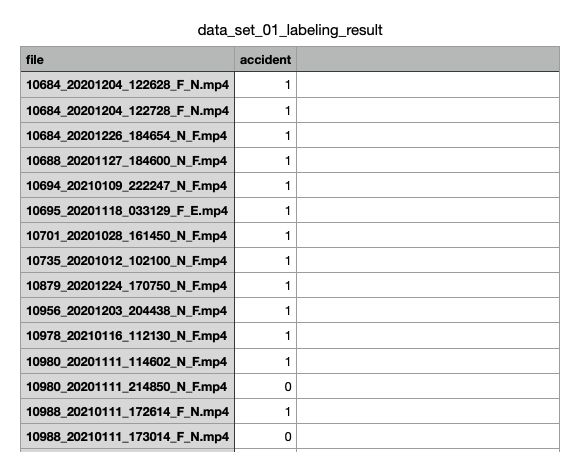 data_set_01_labeling_result
file accident
10684_20201204_122628_F_N.mp4 1
10684_20201204_122728_F_N.mp4 1
10684_20201226_184654_N_F.mp4 1
10688_20201127_184600_N_F.mp4 1
10694_20210109_222247_N_F.mp4 1
10695_20201118_033129_F_E.mp4 1
10701_20201028_161450_N_F.mp4 1
10735_20201012_102100_N_F.mp4 1
10879_20201224_170750_N_F.mp4 1
10956_20201203_204438_N_F.mp4 1
10978_20210116_112130_N_F.mp4 1
10980_20201111_114602_N_F.mp4 1
10980_20201111_214850_N_F.mp4 0
10988_20210111_172614_F_N.mp4 1
10988_20210111_173014_F_N.mp4 0